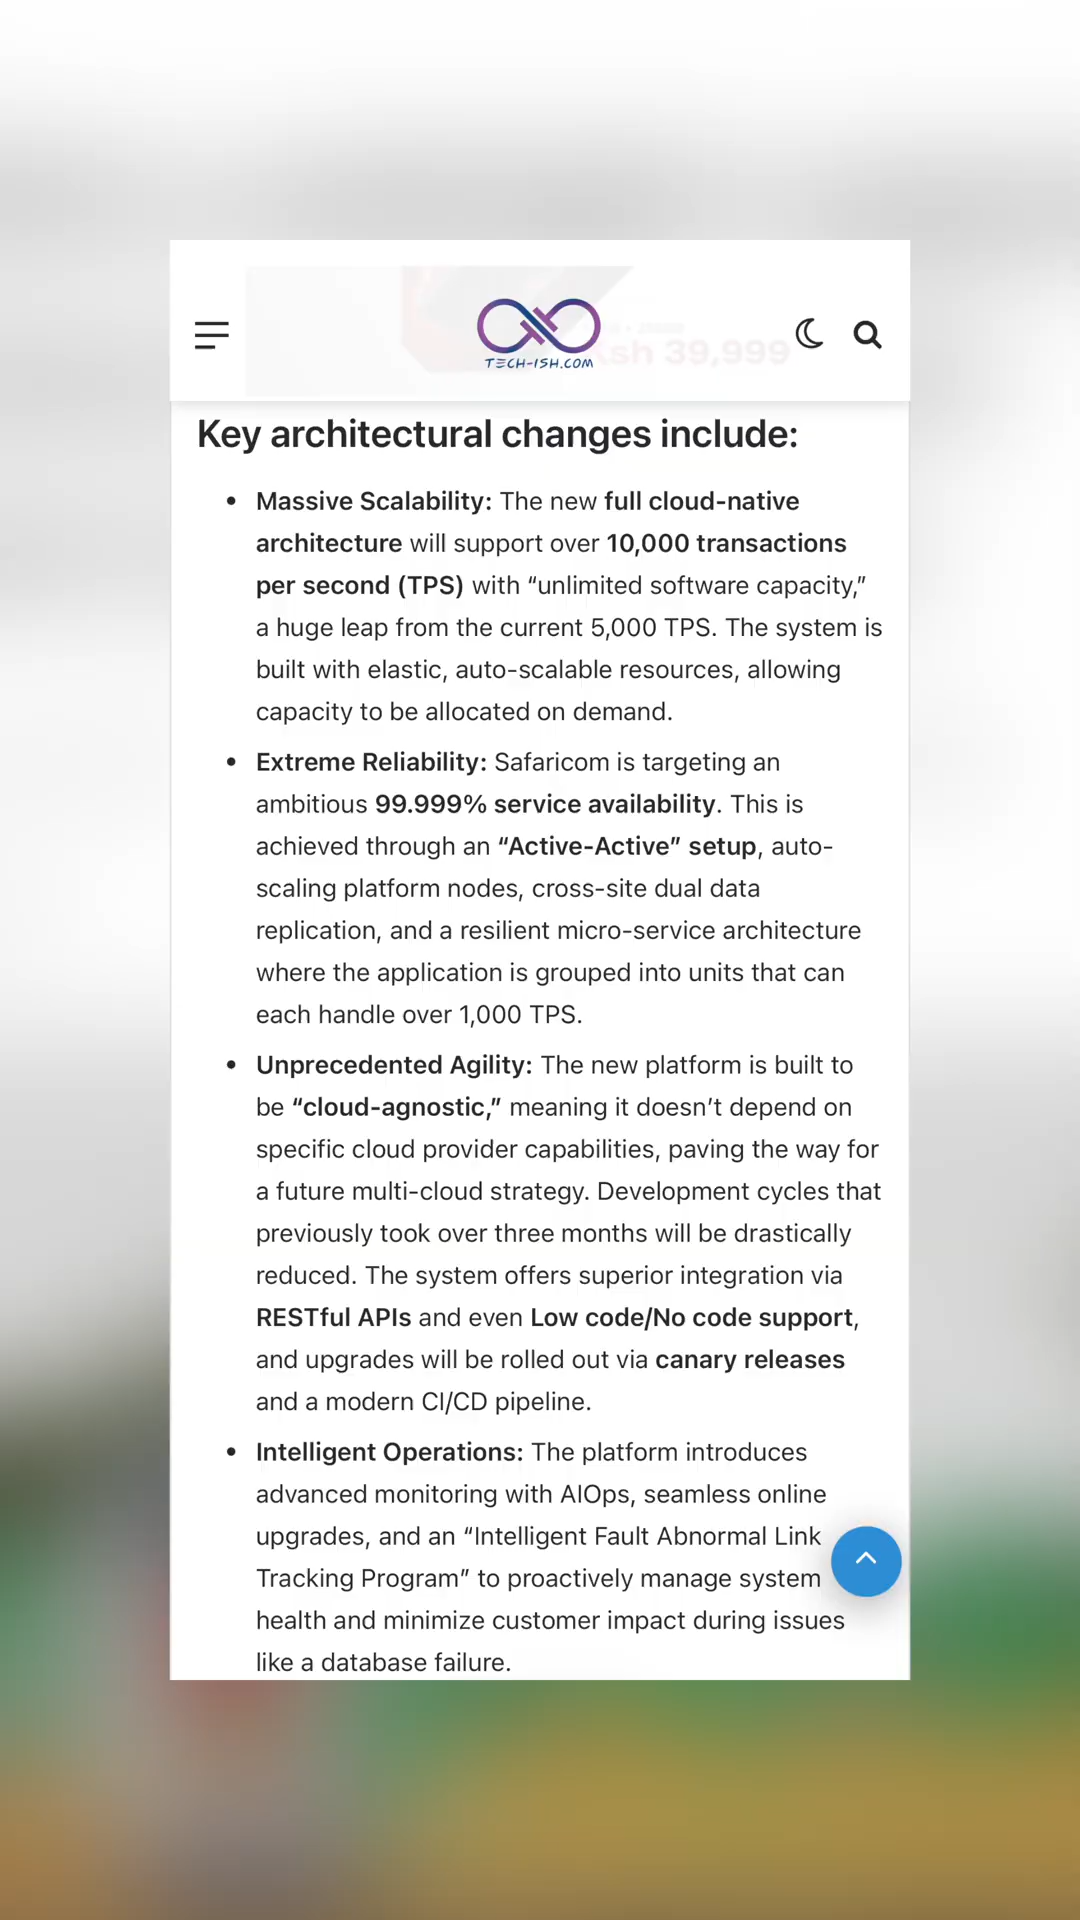 TECH-ISH.COM
Ksh 39,999
Key architectural changes include:
• Massive Scalability: The new full cloud-native
architecture will support over 10,000 transactions
per second (TPS) with “unlimited software capacity,”
a huge leap from the current 5,000 TPS. The system is
built with elastic, auto-scalable resources, allowing
capacity to be allocated on demand.
• Extreme Reliability: Safaricom is targeting an
ambitious 99.999% service availability. This is
achieved through an “Active-Active” setup, auto-
scaling platform nodes, cross-site dual data
replication, and a resilient micro-service architecture
where the application is grouped into units that can
each handle over 1,000 TPS.
• Unprecedented Agility: The new platform is built to
be “cloud-agnostic,” meaning it doesn’t depend on
specific cloud provider capabilities, paving the way for
a future multi-cloud strategy. Development cycles that
previously took over three months will be drastically
reduced. The system offers superior integration via
RESTful APIs and even Low code/No code support,
and upgrades will be rolled out via canary releases
and a modern CI/CD pipeline.
• Intelligent Operations: The platform introduces
advanced monitoring with AIOps, seamless online
upgrades, and an “Intelligent Fault Abnormal Link
Tracking Program” to proactively manage system
health and minimize customer impact during issues
like a database failure.